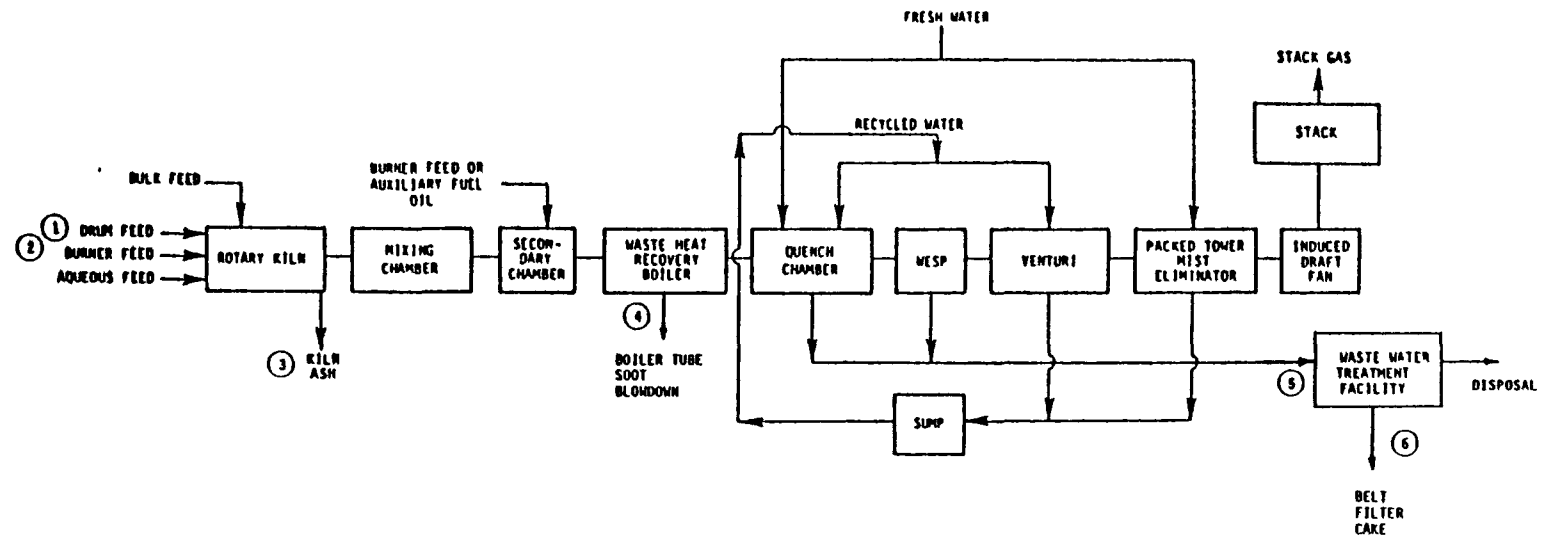 FRESH WATER
STACK GAS
RECYCLED WATER
STACK
BULK FEED
BURNER FEED OR
AUXILIARY FUEL
OIL
1 DRUM FEED
2 BURNER FEED
AQUEOUS FEED
ROTARY KILN
MIXING
CHAMBER
SECON-
DARY
CHAMBER
WASTE HEAT
RECOVERY
BOILER
QUENCH
CHAMBER
WESP
VENTURI
PACKED TOWER
MIST
ELIMINATOR
INDUCED
DRAFT
FAN
3 KILN
ASH
4
BOILER TUBE
SOOT
BLOWDOWN
SUMP
5
WASTE WATER
TREATMENT
FACILITY
DISPOSAL
6
BELT
FILTER
CAKE